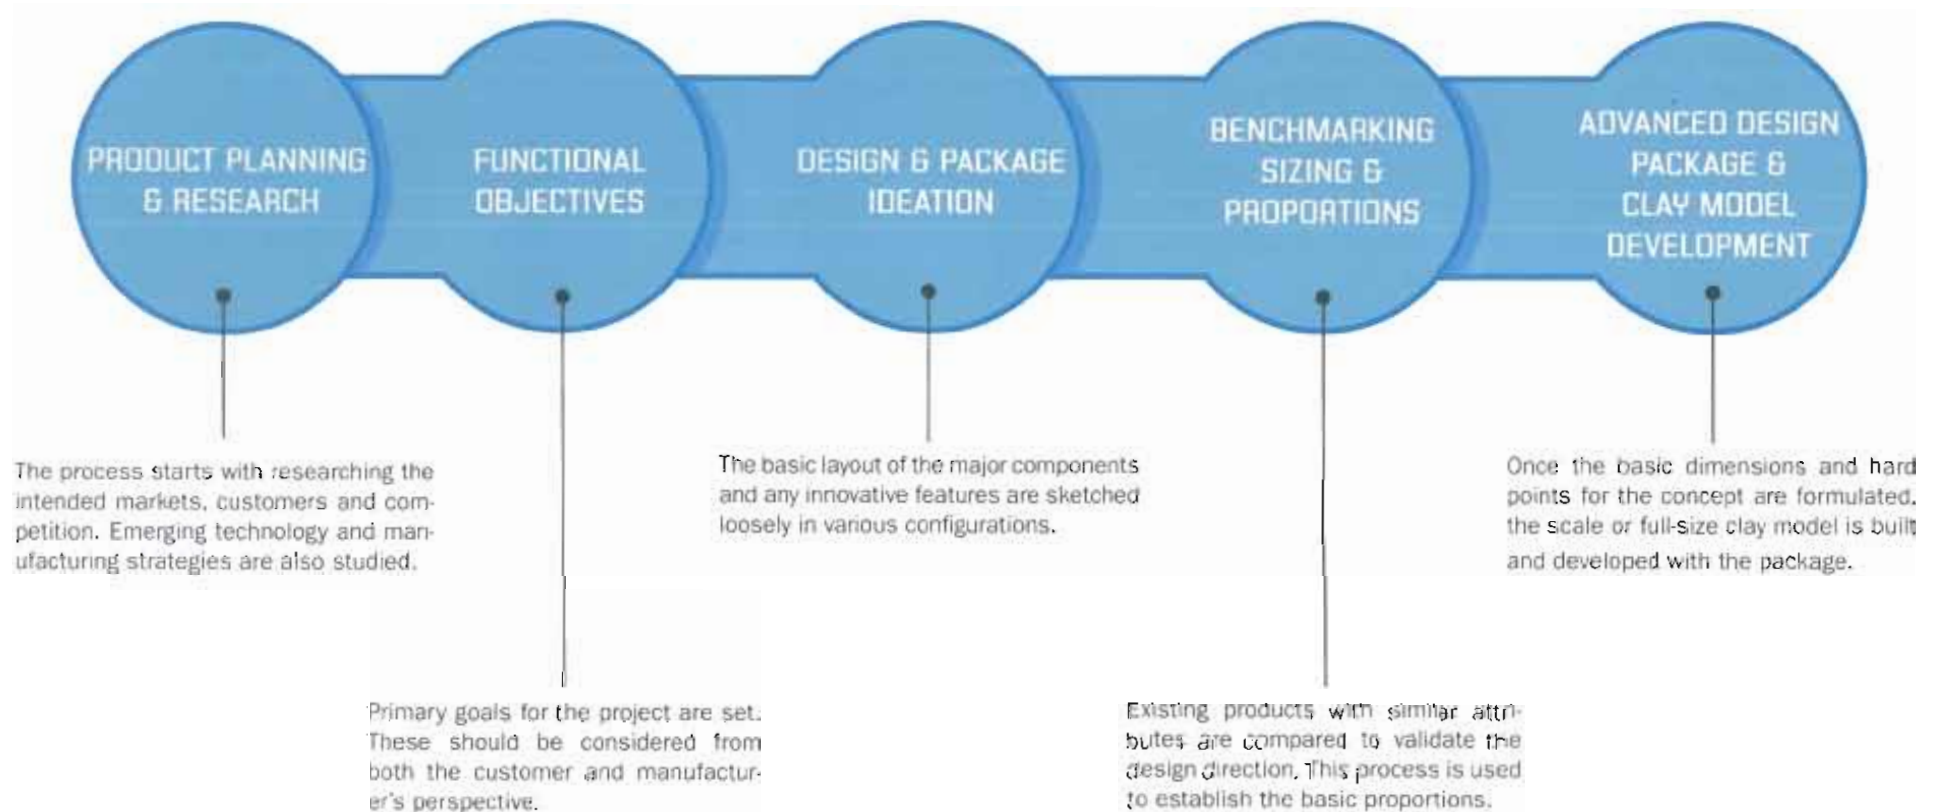 PRODUCT PLANNING
& RESEARCH
FUNCTIONAL
OBJECTIVES
DESIGN & PACKAGE
IDEATION
BENCHMARKING
SIZING &
PROPORTIONS
ADVANCED DESIGN
PACKAGE &
CLAY MODEL
DEVELOPMENT
The process starts with researching the
intended markets, customers and com-
petition. Emerging technology and man-
ufacturing strategies are also studied.
Primary goals for the project are set.
These should be considered from
both the customer and manufactur-
er's perspective.
The basic layout of the major components
and any innovative features are sketched
loosely in various configurations.
Existing products with similar attri-
butes are compared to validate the
design direction. This process is used
to establish the basic proportions.
Once the basic dimensions and hard
points for the concept are formulated,
the scale or full-size clay model is built
and developed with the package.